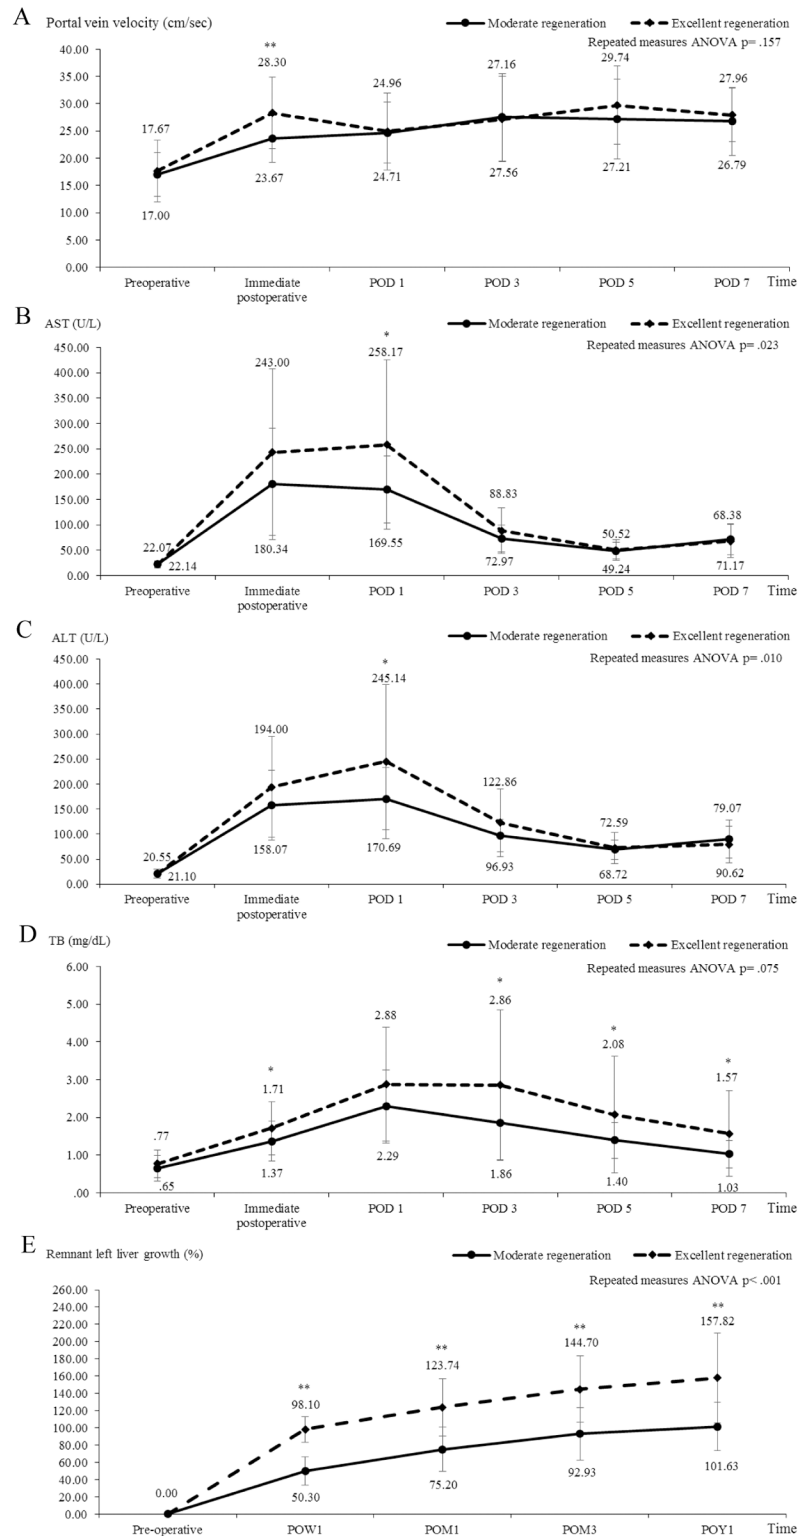 A
Portal vein velocity (cm/sec)
Moderate regeneration
Excellent regeneration
Repeated measures ANOVA p= .157
40.00
35.00
30.00
25.00
20.00
15.00
10.00
5.00
0.00
17.67
17.00
**
28.30
23.67
24.96
24.71
27.16
27.56
29.74
27.21
27.96
26.79
Preoperative
Immediate
postoperative
POD 1
POD 3
POD 5
POD 7
Time
B
AST (U/L)
Moderate regeneration
Excellent regeneration
Repeated measures ANOVA p= .023
450.00
400.00
350.00
300.00
250.00
200.00
150.00
100.00
50.00
0.00
22.07
22.14
243.00
180.34
*
258.17
169.55
88.83
72.97
50.52
49.24
68.38
71.17
Preoperative
Immediate
postoperative
POD 1
POD 3
POD 5
POD 7
Time
C
ALT (U/L)
Moderate regeneration
Excellent regeneration
Repeated measures ANOVA p= .010
450.00
400.00
350.00
300.00
250.00
200.00
150.00
100.00
50.00
0.00
20.55
21.10
194.00
158.07
*
245.14
170.69
122.86
96.93
72.59
68.72
79.07
90.62
Preoperative
Immediate
postoperative
POD 1
POD 3
POD 5
POD 7
Time
D
TB (mg/dL)
Moderate regeneration
Excellent regeneration
Repeated measures ANOVA p= .075
6.00
5.00
4.00
3.00
2.00
1.00
.00
.77
.65
*
1.71
1.37
2.88
2.29
*
2.86
1.86
*
2.08
1.40
*
1.57
1.03
Preoperative
Immediate
postoperative
POD 1
POD 3
POD 5
POD 7
Time
E
Remnant left liver growth (%)
Moderate regeneration
Excellent regeneration
Repeated measures ANOVA p< .001
260.00
240.00
220.00
200.00
180.00
160.00
140.00
120.00
100.00
80.00
60.00
40.00
20.00
0.00
0.00
**
98.10
50.30
**
123.74
75.20
**
144.70
92.93
**
157.82
101.63
Pre-operative
POW1
POM1
POM3
POY1
Time